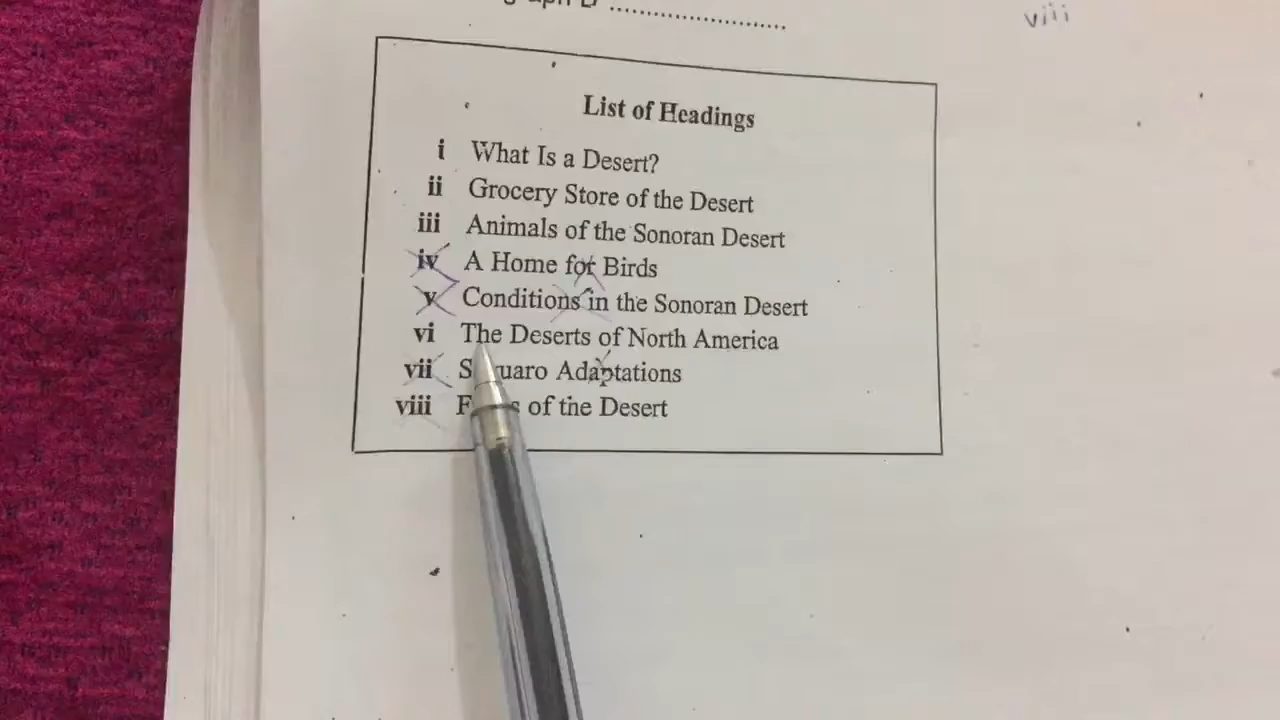 graph D ..............................
viii
List of Headings
i What Is a Desert?
ii Grocery Store of the Desert
iii Animals of the Sonoran Desert
iv A Home for Birds
v Conditions in the Sonoran Desert
vi The Deserts of North America
vii Adaptations
viii of the Desert